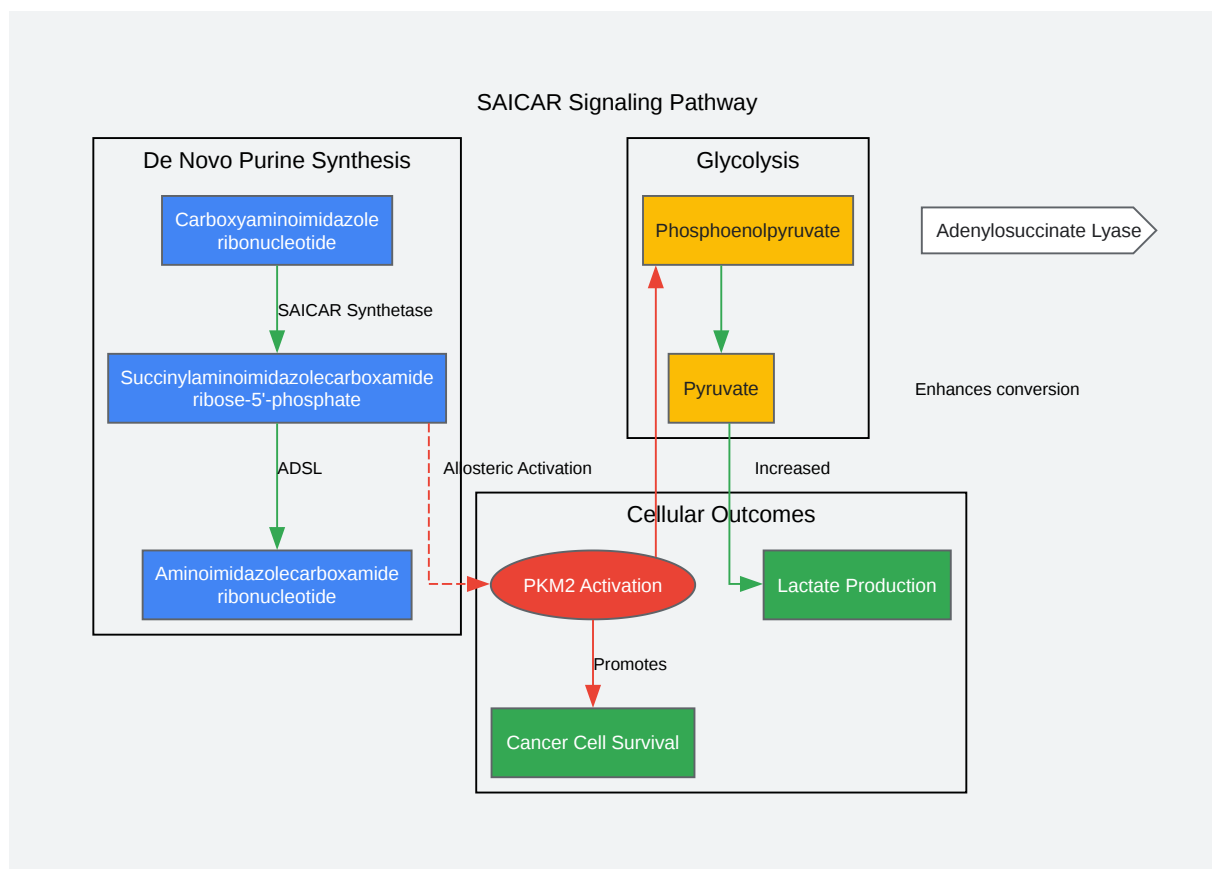 SAICAR Signaling Pathway
De Novo Purine Synthesis
Carboxyaminoimidazole
ribonucleotide
SAICAR Synthetase
Succinylaminoimidazolecarboxamide
ribose-5'-phosphate
ADSL
Allosteric Activation
Aminoimidazolecarboxamide
ribonucleotide
Glycolysis
Phosphoenolpyruvate
Pyruvate
Increased
Adenylosuccinate Lyase
Enhances conversion
Cellular Outcomes
PKM2 Activation
Lactate Production
Promotes
Cancer Cell Survival